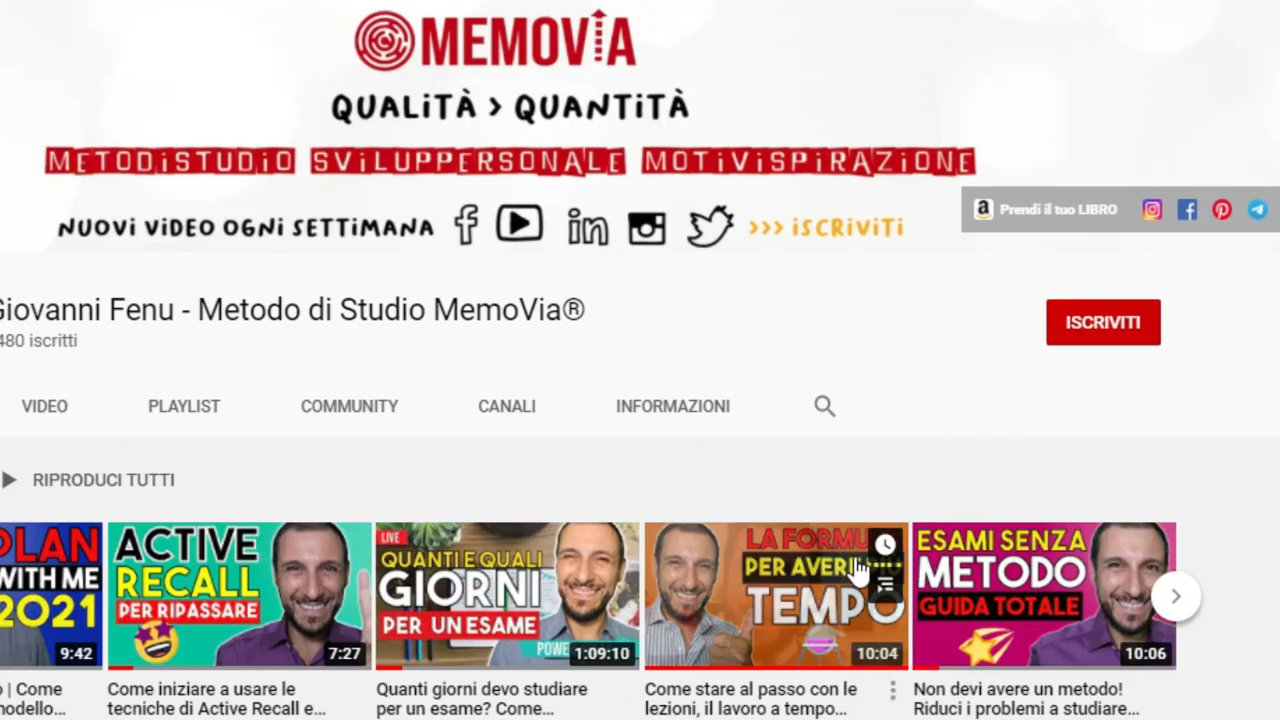 MEMOVIA
QUALITÀ > QUANTITÀ
METODISTUDIO SVILUPPERSONALE MOTIVISPIRAZIONE
NUOVI VIDEO OGNI SETTIMANA >>> ISCRIVITI
Prendi il tuo LIBRO
Giovanni Fenu - Metodo di Studio MemoVia®
480 iscritti
ISCRIVITI
VIDEO PLAYLIST COMMUNITY CANALI INFORMAZIONI
RIPRODUCI TUTTI
PLAN
WITH ME
2021
9:42
ACTIVE
RECALL
PER RIPASSARE
7:27
LIVE
QUANTI E QUALI
GIORNI
PER UN ESAME
POWE
1:09:10
LA FORMU
PER AVER
TEMPO
10:04
ESAMI SENZA
METODO
GUIDA TOTALE
10:06
| Come
modello...
Come iniziare a usare le
tecniche di Active Recall e...
Quanti giorni devo studiare
per un esame? Come...
Come stare al passo con le
lezioni, il lavoro a tempo...
Non devi avere un metodo!
Riduci i problemi a studiare...